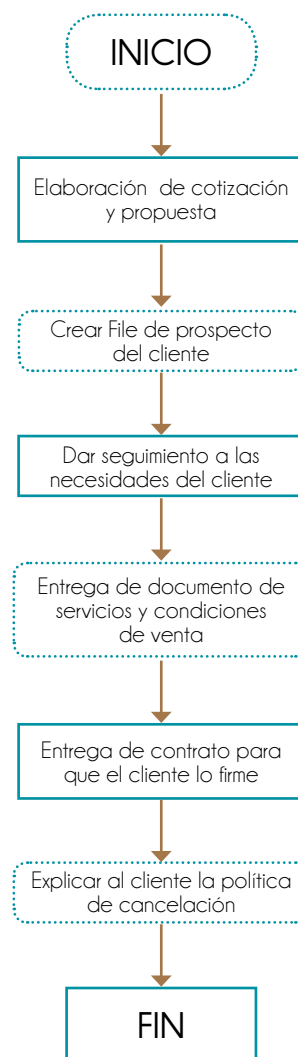 INICIO
Elaboración de cotización
y propuesta
Crear File de prospecto
del cliente
Dar seguimiento a las
necesidades del cliente
Entrega de documento de
servicios y condiciones
de venta
Entrega de contrato para
que el cliente lo firme
Explicar al cliente la política
de cancelación
FIN